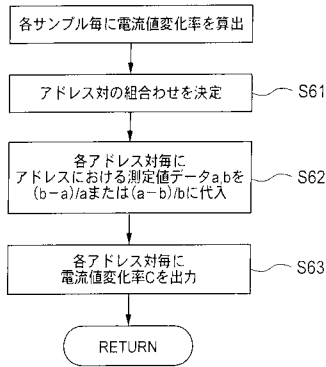 各サンプル毎に電流値変化率を算出
アドレス対の組合わせを決定
S61
各アドレス対毎に
アドレスにおける測定値データa,bを
(b-a)/aまたは(a-b)/bに代入
S62
各アドレス対毎に
電流値変化率Cを出力
S63
RETURN